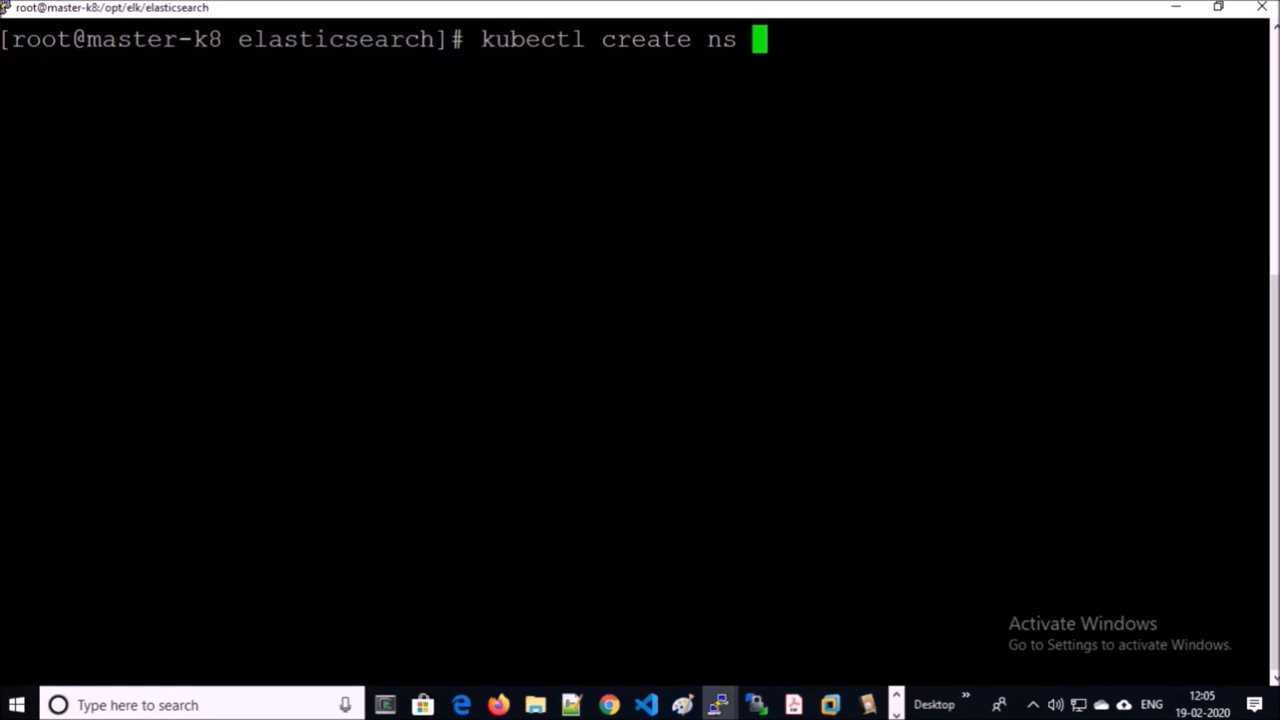 root@master-k8:/opt/elk/elasticsearch
[root@master-k8 elasticsearch]# kubectl create ns
Activate Windows
Go to Settings to activate Windows.
Type here to search
Desktop
»
ENG
12:05
19-02-2020